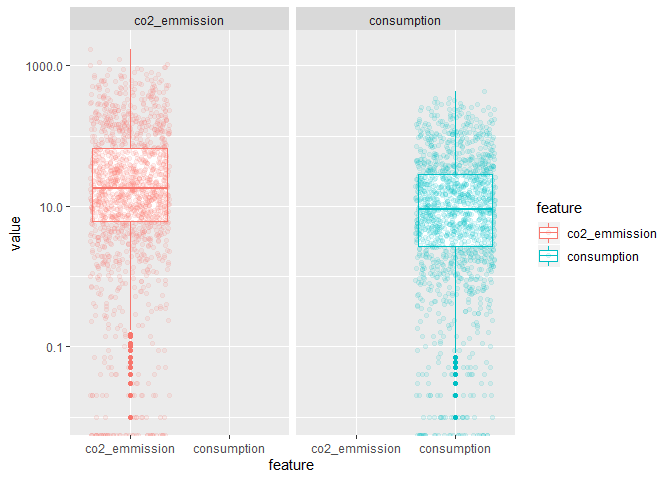 co2_emmission
consumption
1000.0
10.0
0.1
value
co2_emmission
consumption
co2_emmission
consumption
feature
feature
co2_emmission
consumption